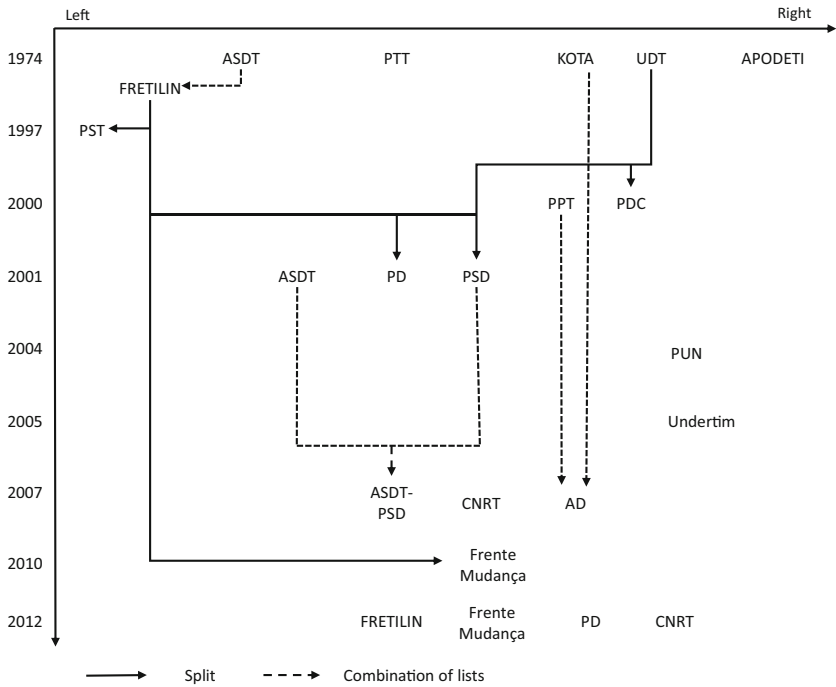 Left Right
1974 ASDT PTT KOTA UDT APODETI
FRETILIN
1997 PST
2000 PPT PDC
2001 ASDT PD PSD
2004 PUN
2005 Undertim
2007 ASDT-
PSD CNRT AD
2010 Frente
Mudança
2012 FRETILIN Frente
Mudança PD CNRT
Split Combination of lists